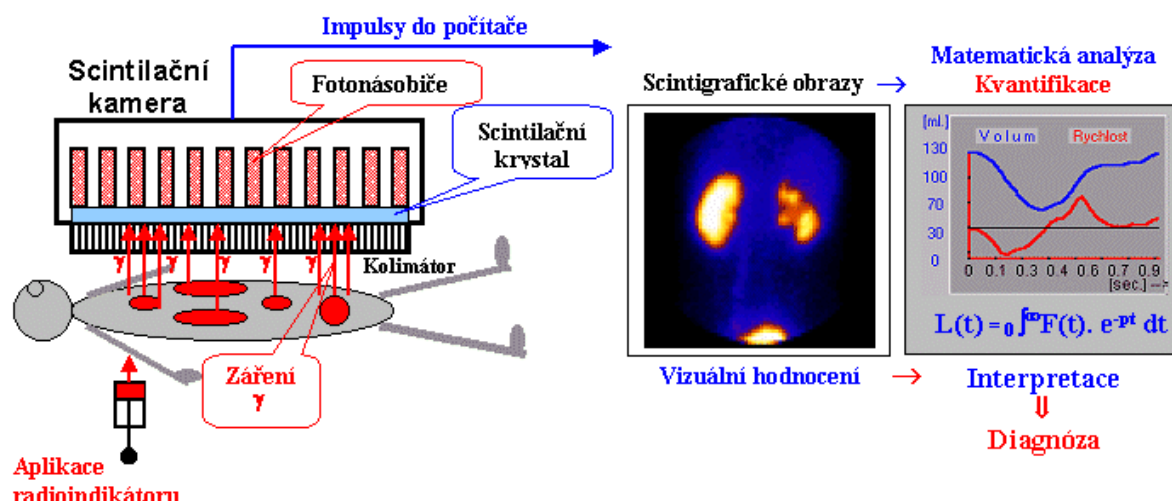 Impulsy do počítače
Scintilační
kamera
Fotonásobiče
Scintilační
krystal
γ γ γ γ γ
Kolimátor
Záření
γ
Aplikace
radioindikátoru
Scintigrafické obrazy →
Vizuální hodnocení →
Matematická analýza
Kvantifikace
[ml.]
Volum Rychlost
130
100
70
30
0
0 0.1 0.3 0.4 0.6 0.7 0.9
[sec.] -->
L(t) = ₀∫∞F(t). e-pt dt
Interpretace
⇓
Diagnóza